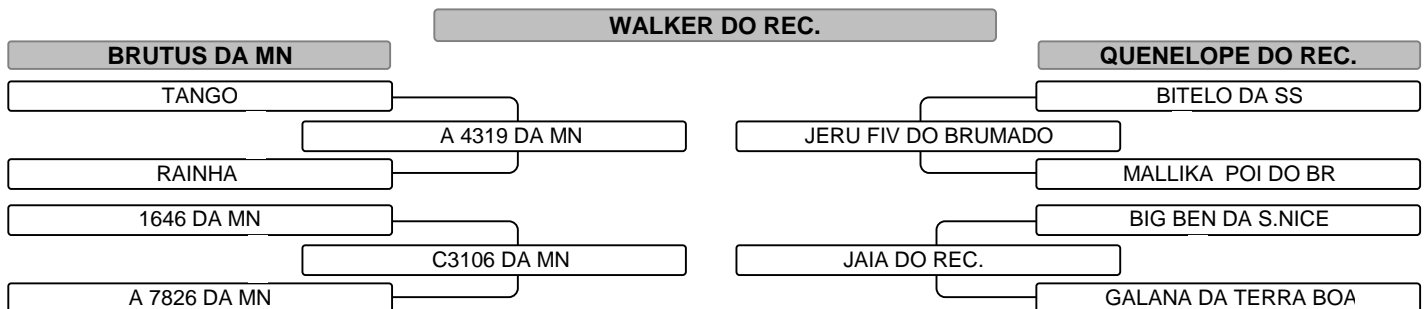 WALKER DO REC.
BRUTUS DA MN
QUENELOPE DO REC.
TANGO
BITELO DA SS
A 4319 DA MN
JERU FIV DO BRUMADO
RAINHA
MALLIKA POI DO BR
1646 DA MN
BIG BEN DA S.NICE
C3106 DA MN
JAIA DO REC.
A 7826 DA MN
GALANA DA TERRA BOA